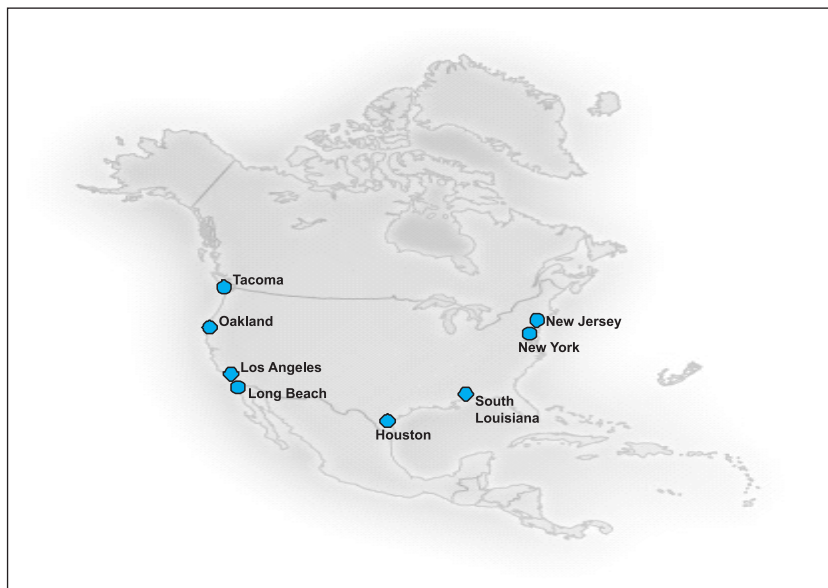 Tacoma
Oakland
New Jersey
New York
Los Angeles
Long Beach
South
Louisiana
Houston